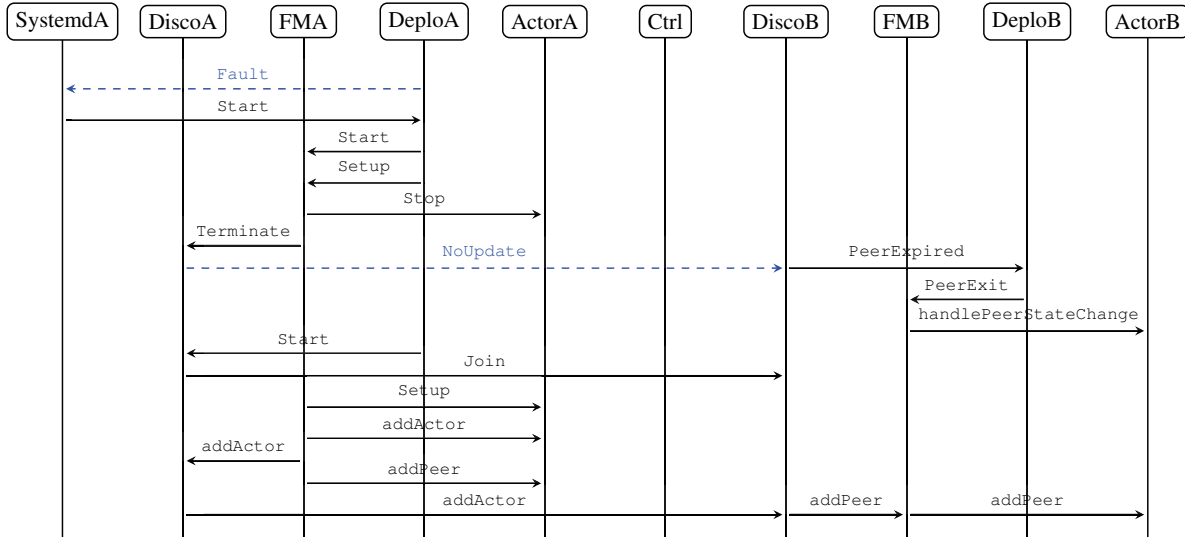 SystemdA DiscoA FMA DeploA ActorA Ctrl DiscoB FMB DeploB ActorB
Fault
Start
Start
Setup
Stop
Terminate
NoUpdate PeerExpired
PeerExit
handlePeerStateChange
Start
Join
Setup
addActor
addActor
addPeer
addActor addPeer addPeer